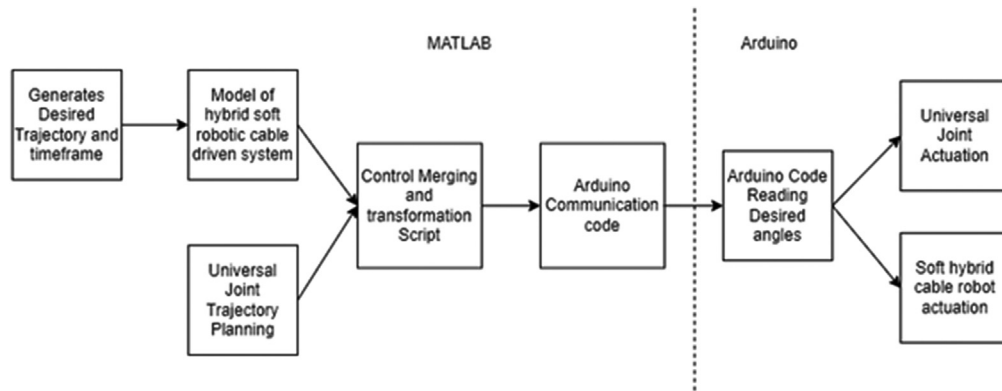 MATLAB
Arduino
Generates
Desired
Trajectory and
timeframe
Model of
hybrid soft
robotic cable
driven system
Universal
Joint
Trajectory
Planning
Control Merging
and
transformation
Script
Arduino
Communication
code
Arduino Code
Reading
Desired
angles
Universal
Joint
Actuation
Soft hybrid
cable robot
actuation